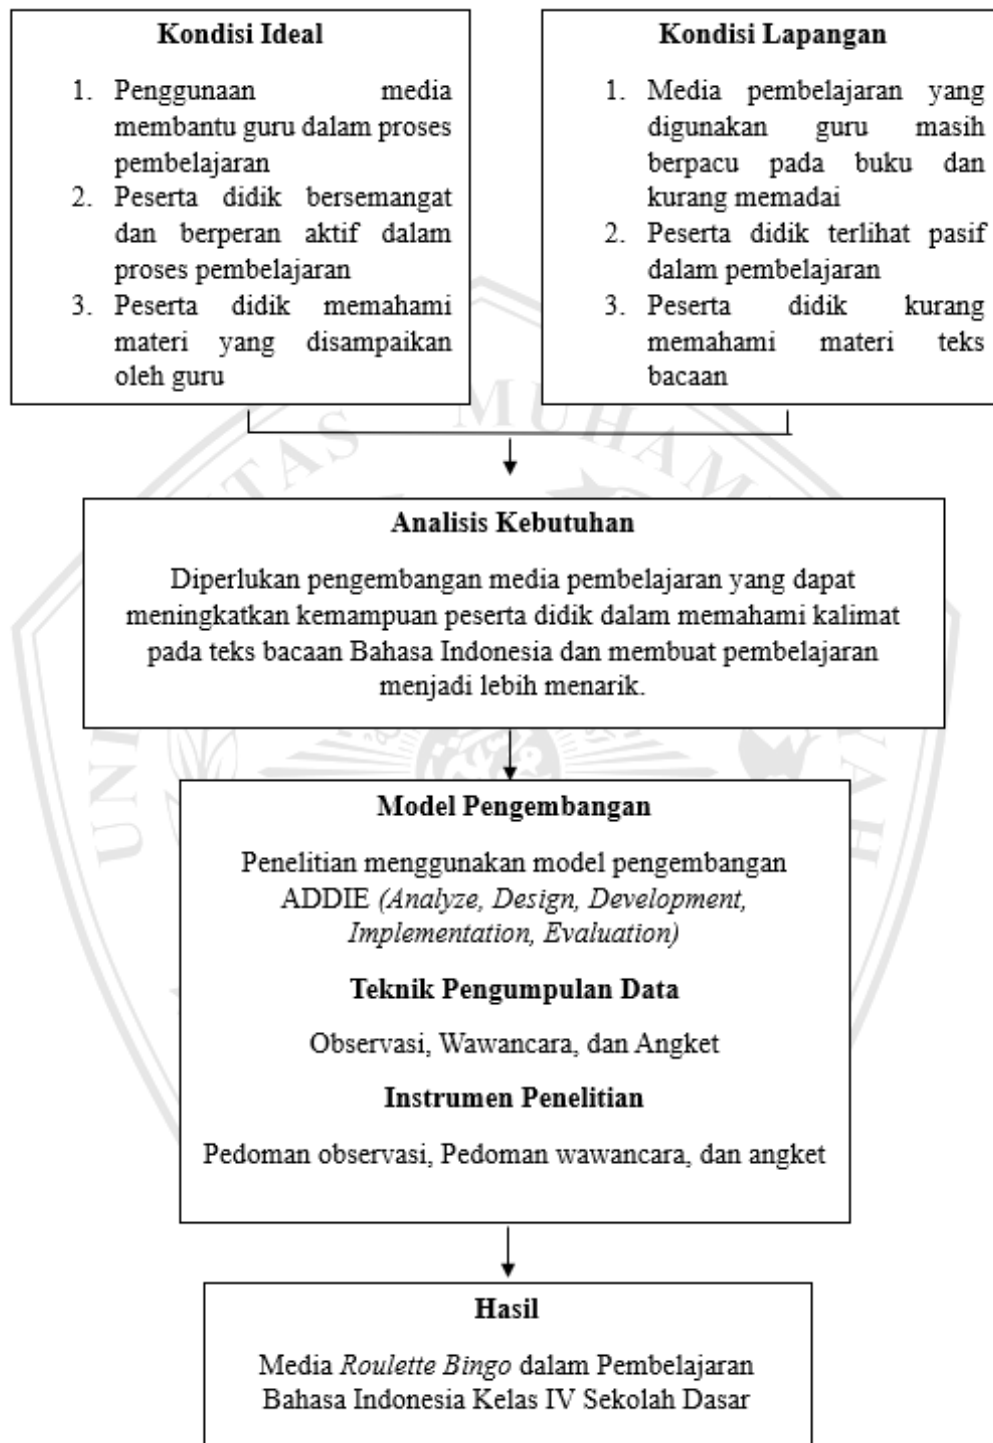 Kondisi Ideal
1. Penggunaan media
membantu guru dalam proses
pembelajaran
2. Peserta didik bersemangat
dan berperan aktif dalam
proses pembelajaran
3. Peserta didik memahami
materi yang disampaikan
oleh guru
Kondisi Lapangan
1. Media pembelajaran yang
digunakan guru masih
berpacu pada buku dan
kurang memadai
2. Peserta didik terlihat pasif
dalam pembelajaran
3. Peserta didik kurang
memahami materi teks
bacaan
Analisis Kebutuhan
Diperlukan pengembangan media pembelajaran yang dapat
meningkatkan kemampuan peserta didik dalam memahami kalimat
pada teks bacaan Bahasa Indonesia dan membuat pembelajaran
menjadi lebih menarik.
Model Pengembangan
Penelitian menggunakan model pengembangan
ADDIE (Analyze, Design, Development,
Implementation, Evaluation)
Teknik Pengumpulan Data
Observasi, Wawancara, dan Angket
Instrumen Penelitian
Pedoman observasi, Pedoman wawancara, dan angket
Hasil
Media Roulette Bingo dalam Pembelajaran
Bahasa Indonesia Kelas IV Sekolah Dasar